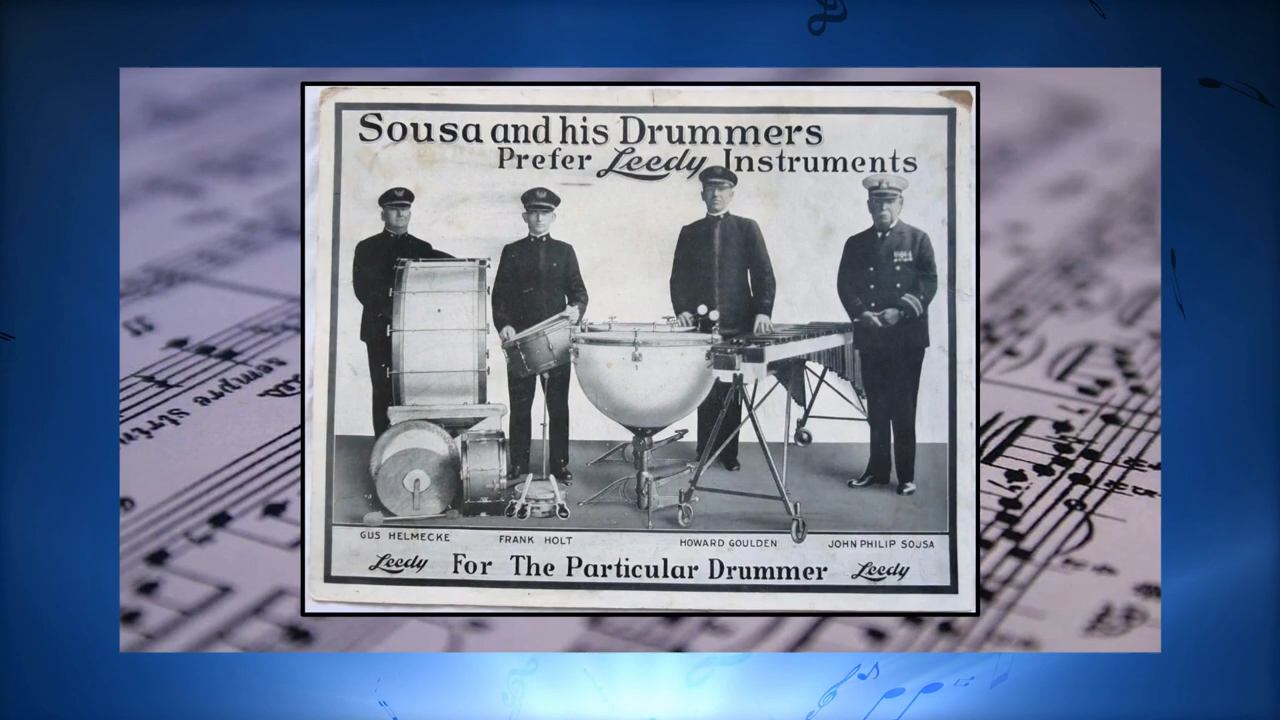 Sousa and his Drummers
Prefer Leedy Instruments
GUS HELMECKE FRANK HOLT HOWARD GOULDEN JOHN PHILIP SOUSA
Leedy For The Particular Drummer Leedy
sempre